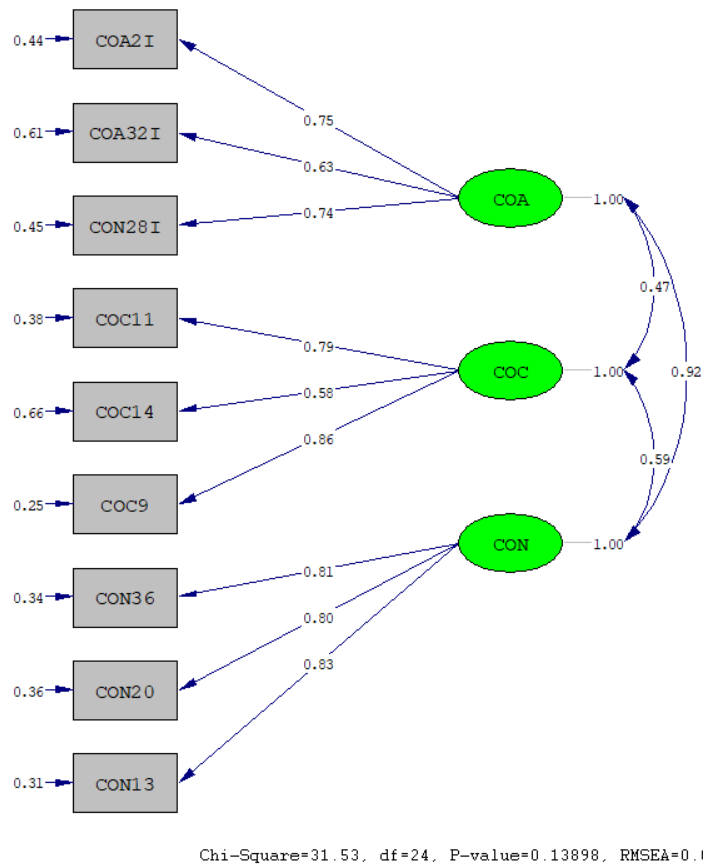 0.44 COA2I
0.75
0.61 COA32I
0.63
COA 1.00
0.45 CON28I
0.74
0.47
0.38 COC11
0.79
COC 1.00 0.92
0.58
0.66 COC14
0.86
0.59
0.25 COC9
CON 1.00
0.81
0.34 CON36
0.80
0.83
0.36 CON20
0.31 CON13
Chi-Square=31.53, df=24, P-value=0.13898, RMSEA=0.